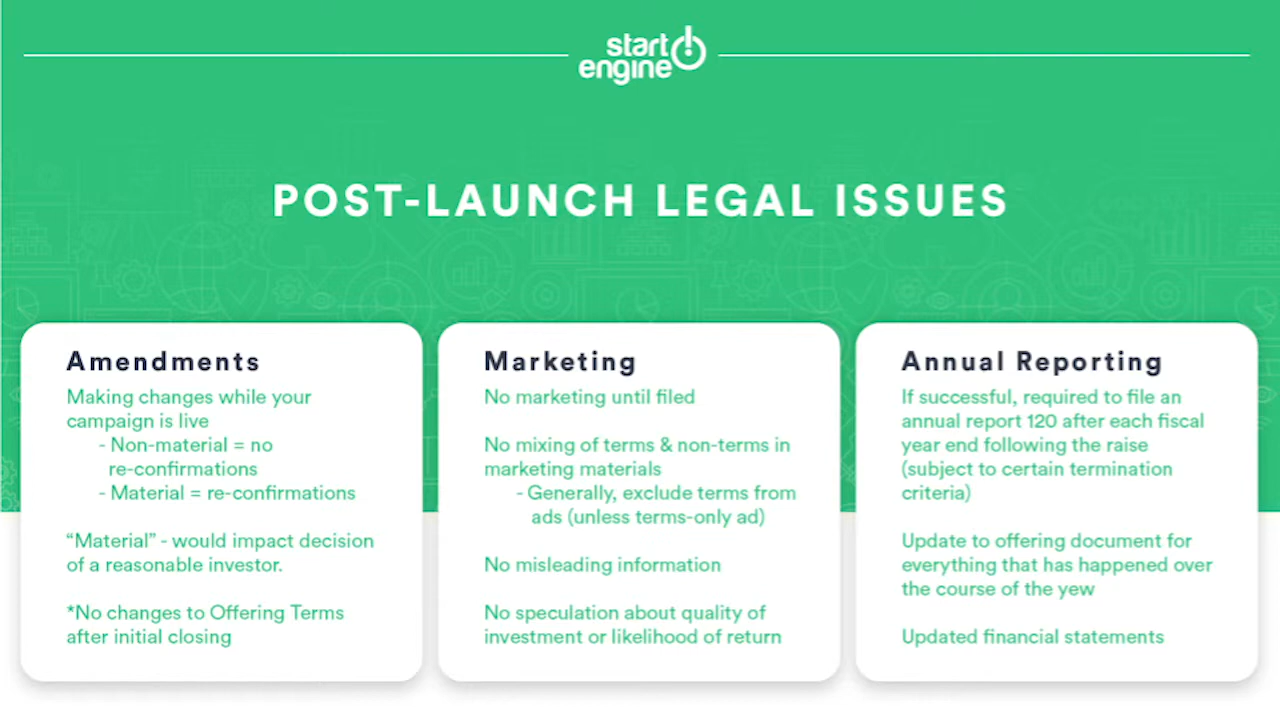 start
engine
POST-LAUNCH LEGAL ISSUES
Amendments
Making changes while your
campaign is live
- Non-material = no
re-confirmations
- Material = re-confirmations
“Material” - would impact decision
of a reasonable investor.
*No changes to Offering Terms
after initial closing
Marketing
No marketing until filed
No mixing of terms & non-terms in
marketing materials
- Generally, exclude terms from
ads (unless terms-only ad)
No misleading information
No speculation about quality of
investment or likelihood of return
Annual Reporting
If successful, required to file an
annual report 120 after each fiscal
year end following the raise
(subject to certain termination
criteria)
Update to offering document for
everything that has happened over
the course of the yew
Updated financial statements